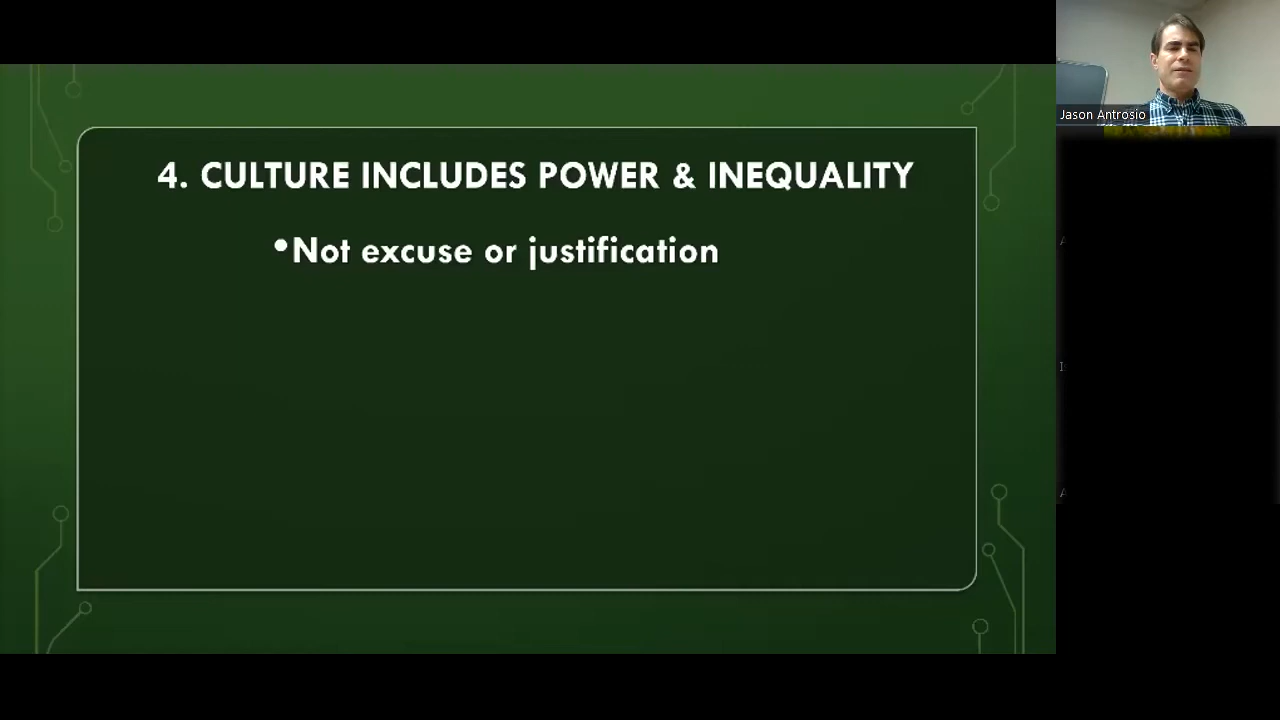 4. CULTURE INCLUDES POWER & INEQUALITY
•Not excuse or justification
Jason Antrosio